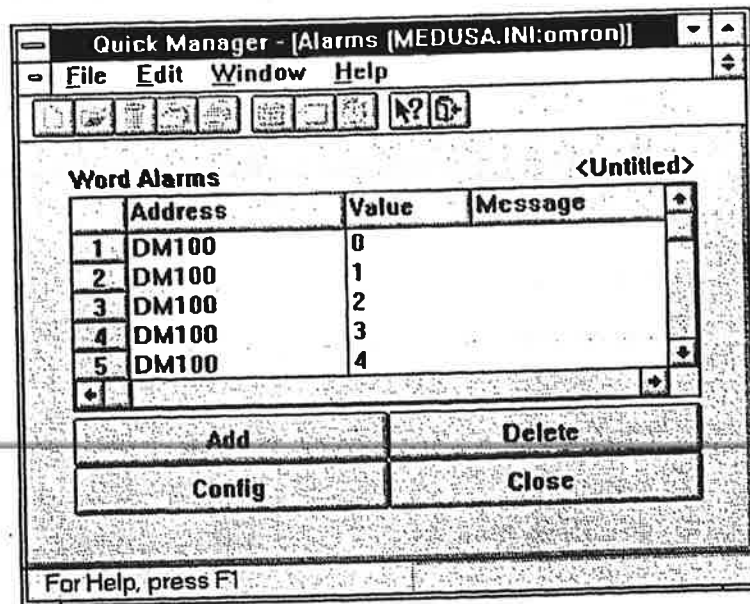 Quick Manager - [Alarms (MEDUSA.INI:omron)]
File Edit Window Help
Word Alarms <Untitled>
Address Value Message
1 DM100 0
2 DM100 1
3 DM100 2
4 DM100 3
5 DM100 4
Add Delete
Config Close
For Help, press F1